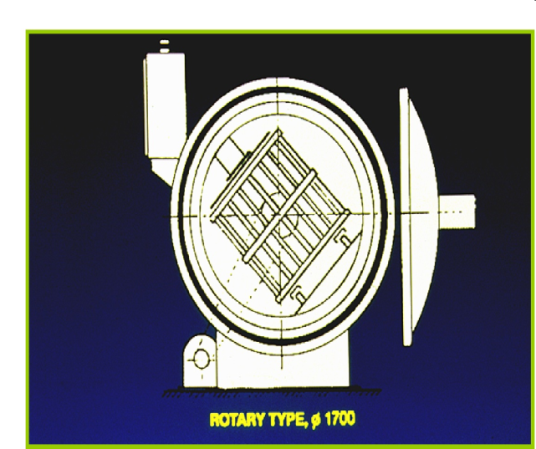 ROTARY TYPE, ø 1700